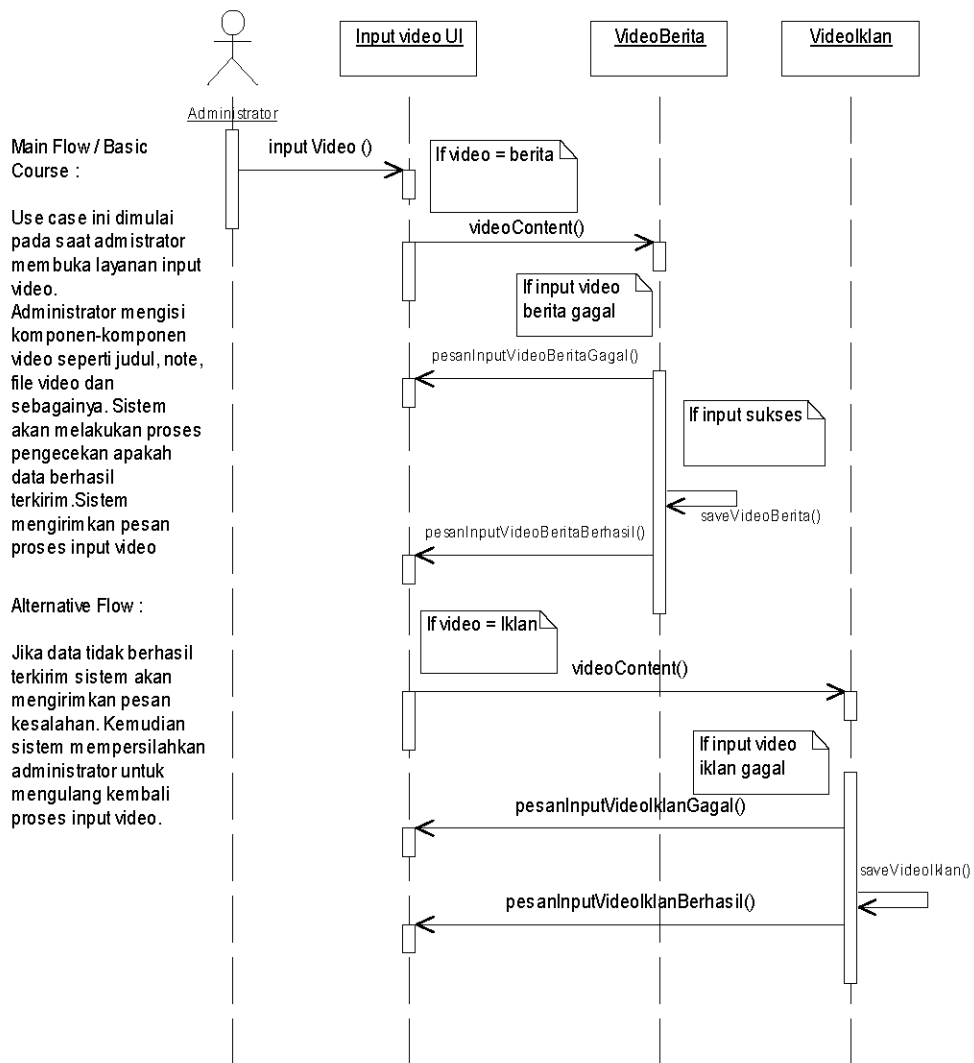 Input video UI
VideoBerita
VideoIklan
Administrator
Main Flow / Basic
Course :
Use case ini dimulai
pada saat admistrator
membuka layanan input
video.
Administrator mengisi
komponen-komponen
video seperti judul, note,
file video dan
sebagainya. Sistem
akan melakukan proses
pengecekan apakah
data berhasil
terkirim.Sistem
mengirimkan pesan
proses input video
Alternative Flow :
Jika data tidak berhasil
terkirim sistem akan
mengirimkan pesan
kesalahan. Kemudian
sistem mempersilahkan
administrator untuk
mengulang kembali
proses input video.
input Video ()
If video = berita
videoContent()
If input video
berita gagal
pesanInputVideoBeritaGagal()
If input sukses
saveVideoBerita()
pesanInputVideoBeritaBerhasil()
If video = Iklan
videoContent()
If input video
iklan gagal
pesanInputVideoIklanGagal()
saveVideoIklan()
pesanInputVideoIklanBerhasil()